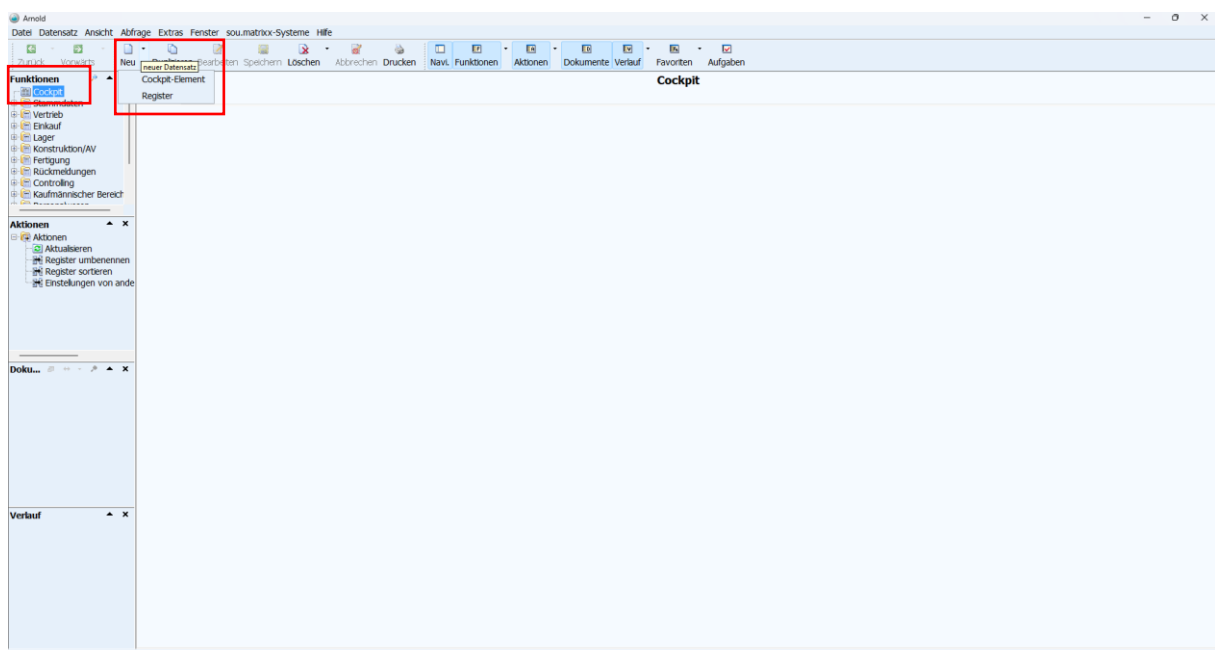 Arnold
Datei Datensatz Ansicht Abfrage Extras Fenster sou.matrixx-Systeme Hilfe
Zurück Vorwärts Neu Duplizieren Bearbeiten Speichern Löschen Abbrechen Drucken Navi. Funktionen Aktionen Dokumente Verlauf Favoriten Aufgaben
neuer Datensatz
Cockpit-Element
Register
Funktionen
Cockpit
Cockpit
Stammdaten
Vertrieb
Einkauf
Lager
Konstruktion/AV
Fertigung
Rückmeldungen
Controlling
Kaufmännischer Bereich
Aktionen
Aktionen
Aktualisieren
Register umbenennen
Register sortieren
Einstellungen von ande
Doku...
Verlauf